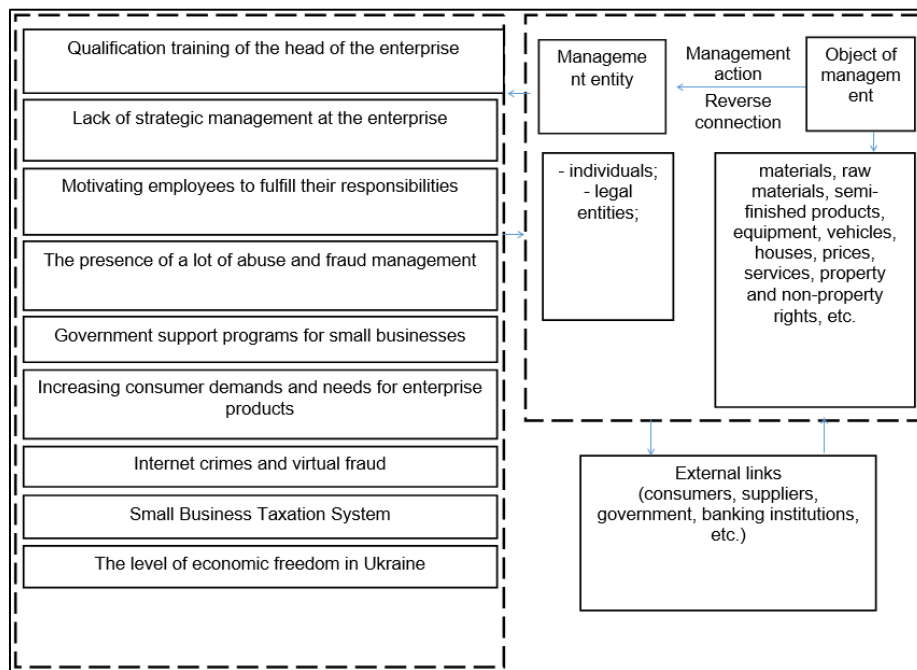 Qualification training of the head of the enterprise
Lack of strategic management at the enterprise
Motivating employees to fulfill their responsibilities
The presence of a lot of abuse and fraud management
Government support programs for small businesses
Increasing consumer demands and needs for enterprise
products
Internet crimes and virtual fraud
Small Business Taxation System
The level of economic freedom in Ukraine
Manageme
nt entity
Management
action
Reverse
connection
Object of
managem
ent
- individuals;
- legal
entities;
materials, raw
materials, semi-
finished products,
equipment, vehicles,
houses, prices,
services, property
and non-property
rights, etc.
External links
(consumers, suppliers,
government, banking institutions,
etc.)